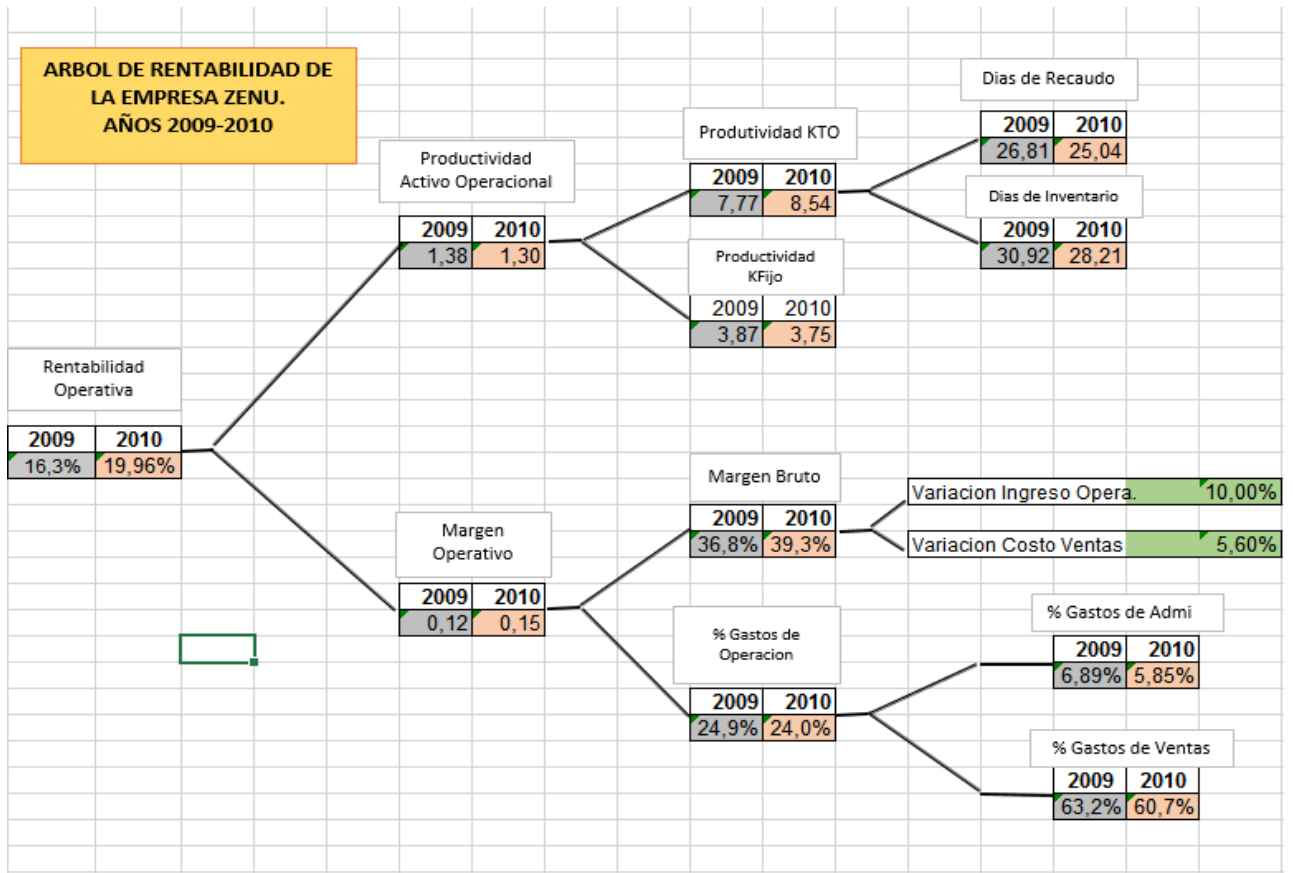 ARBOL DE RENTABILIDAD DE
LA EMPRESA ZENU.
AÑOS 2009-2010
Dias de Recaudo
2009 2010
26,81 25,04
Produtividad KTO
2009 2010
7,77 8,54
Dias de Inventario
2009 2010
30,92 28,21
Productividad
Activo Operacional
2009 2010
1,38 1,30
Productividad
KFijo
2009 2010
3,87 3,75
Rentabilidad
Operativa
2009 2010
16,3% 19,96%
Margen Bruto
2009 2010
36,8% 39,3%
Variacion Ingreso Opera. 10,00%
Variacion Costo Ventas 5,60%
Margen
Operativo
2009 2010
0,12 0,15
% Gastos de
Operacion
2009 2010
24,9% 24,0%
% Gastos de Admi
2009 2010
6,89% 5,85%
% Gastos de Ventas
2009 2010
63,2% 60,7%